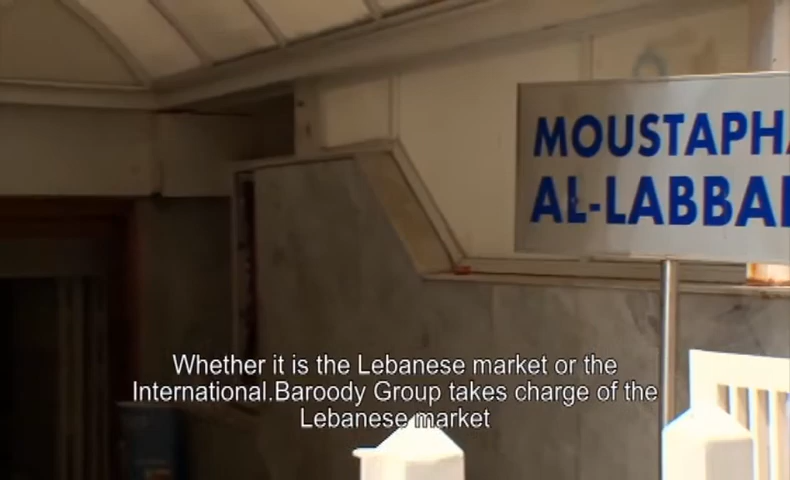 MOUSTAPHA
AL-LABBA
Whether it is the Lebanese market or the
International.Baroody Group takes charge of the
Lebanese market